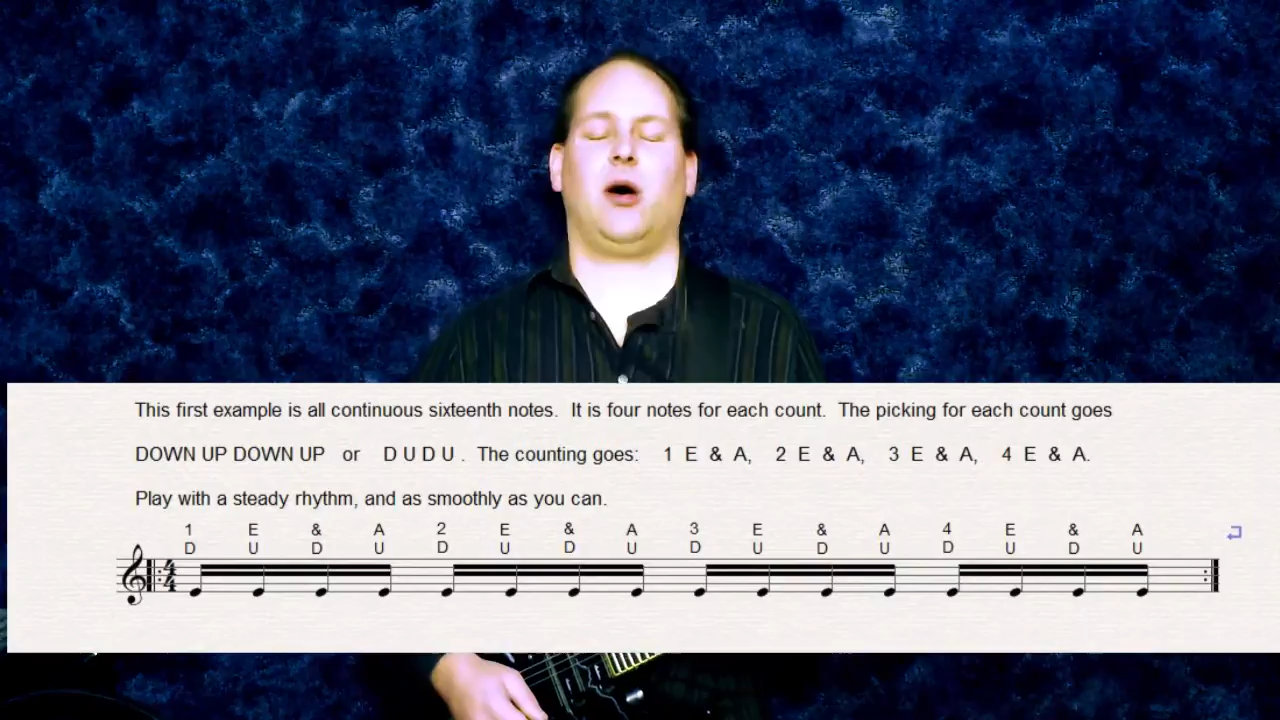 This first example is all continuous sixteenth notes. It is four notes for each count. The picking for each count goes
DOWN UP DOWN UP or D U D U . The counting goes: 1 E & A, 2 E & A, 3 E & A, 4 E & A.
Play with a steady rhythm, and as smoothly as you can.
1 E & A 2 E & A 3 E & A 4 E & A
D U D U D U D U D U D U D U D U
4
4